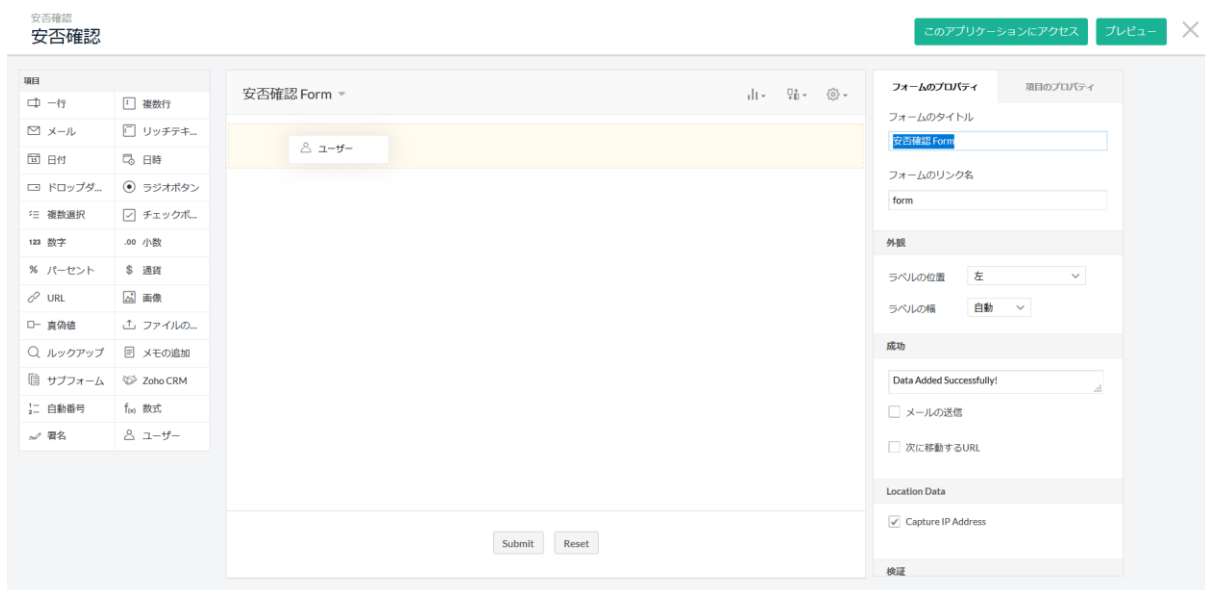 安否確認
安否確認
このアプリケーションにアクセス
プレビュー
項目
一行
複数行
メール
リッチテキ...
日付
日時
ドロップダ...
ラジオボタン
複数選択
チェックボ...
123 数字
.00 小数
% パーセント
$ 通貨
URL
画像
真偽値
ファイルの...
ルックアップ
メモの追加
サブフォーム
Zoho CRM
自動番号
f(x) 数式
署名
ユーザー
安否確認 Form
ユーザー
Submit
Reset
フォームのプロパティ
項目のプロパティ
フォームのタイトル
安否確認 Form
フォームのリンク名
form
外観
ラベルの位置
左
ラベルの幅
自動
成功
Data Added Successfully!
メールの送信
次に移動するURL
Location Data
Capture IP Address
検証